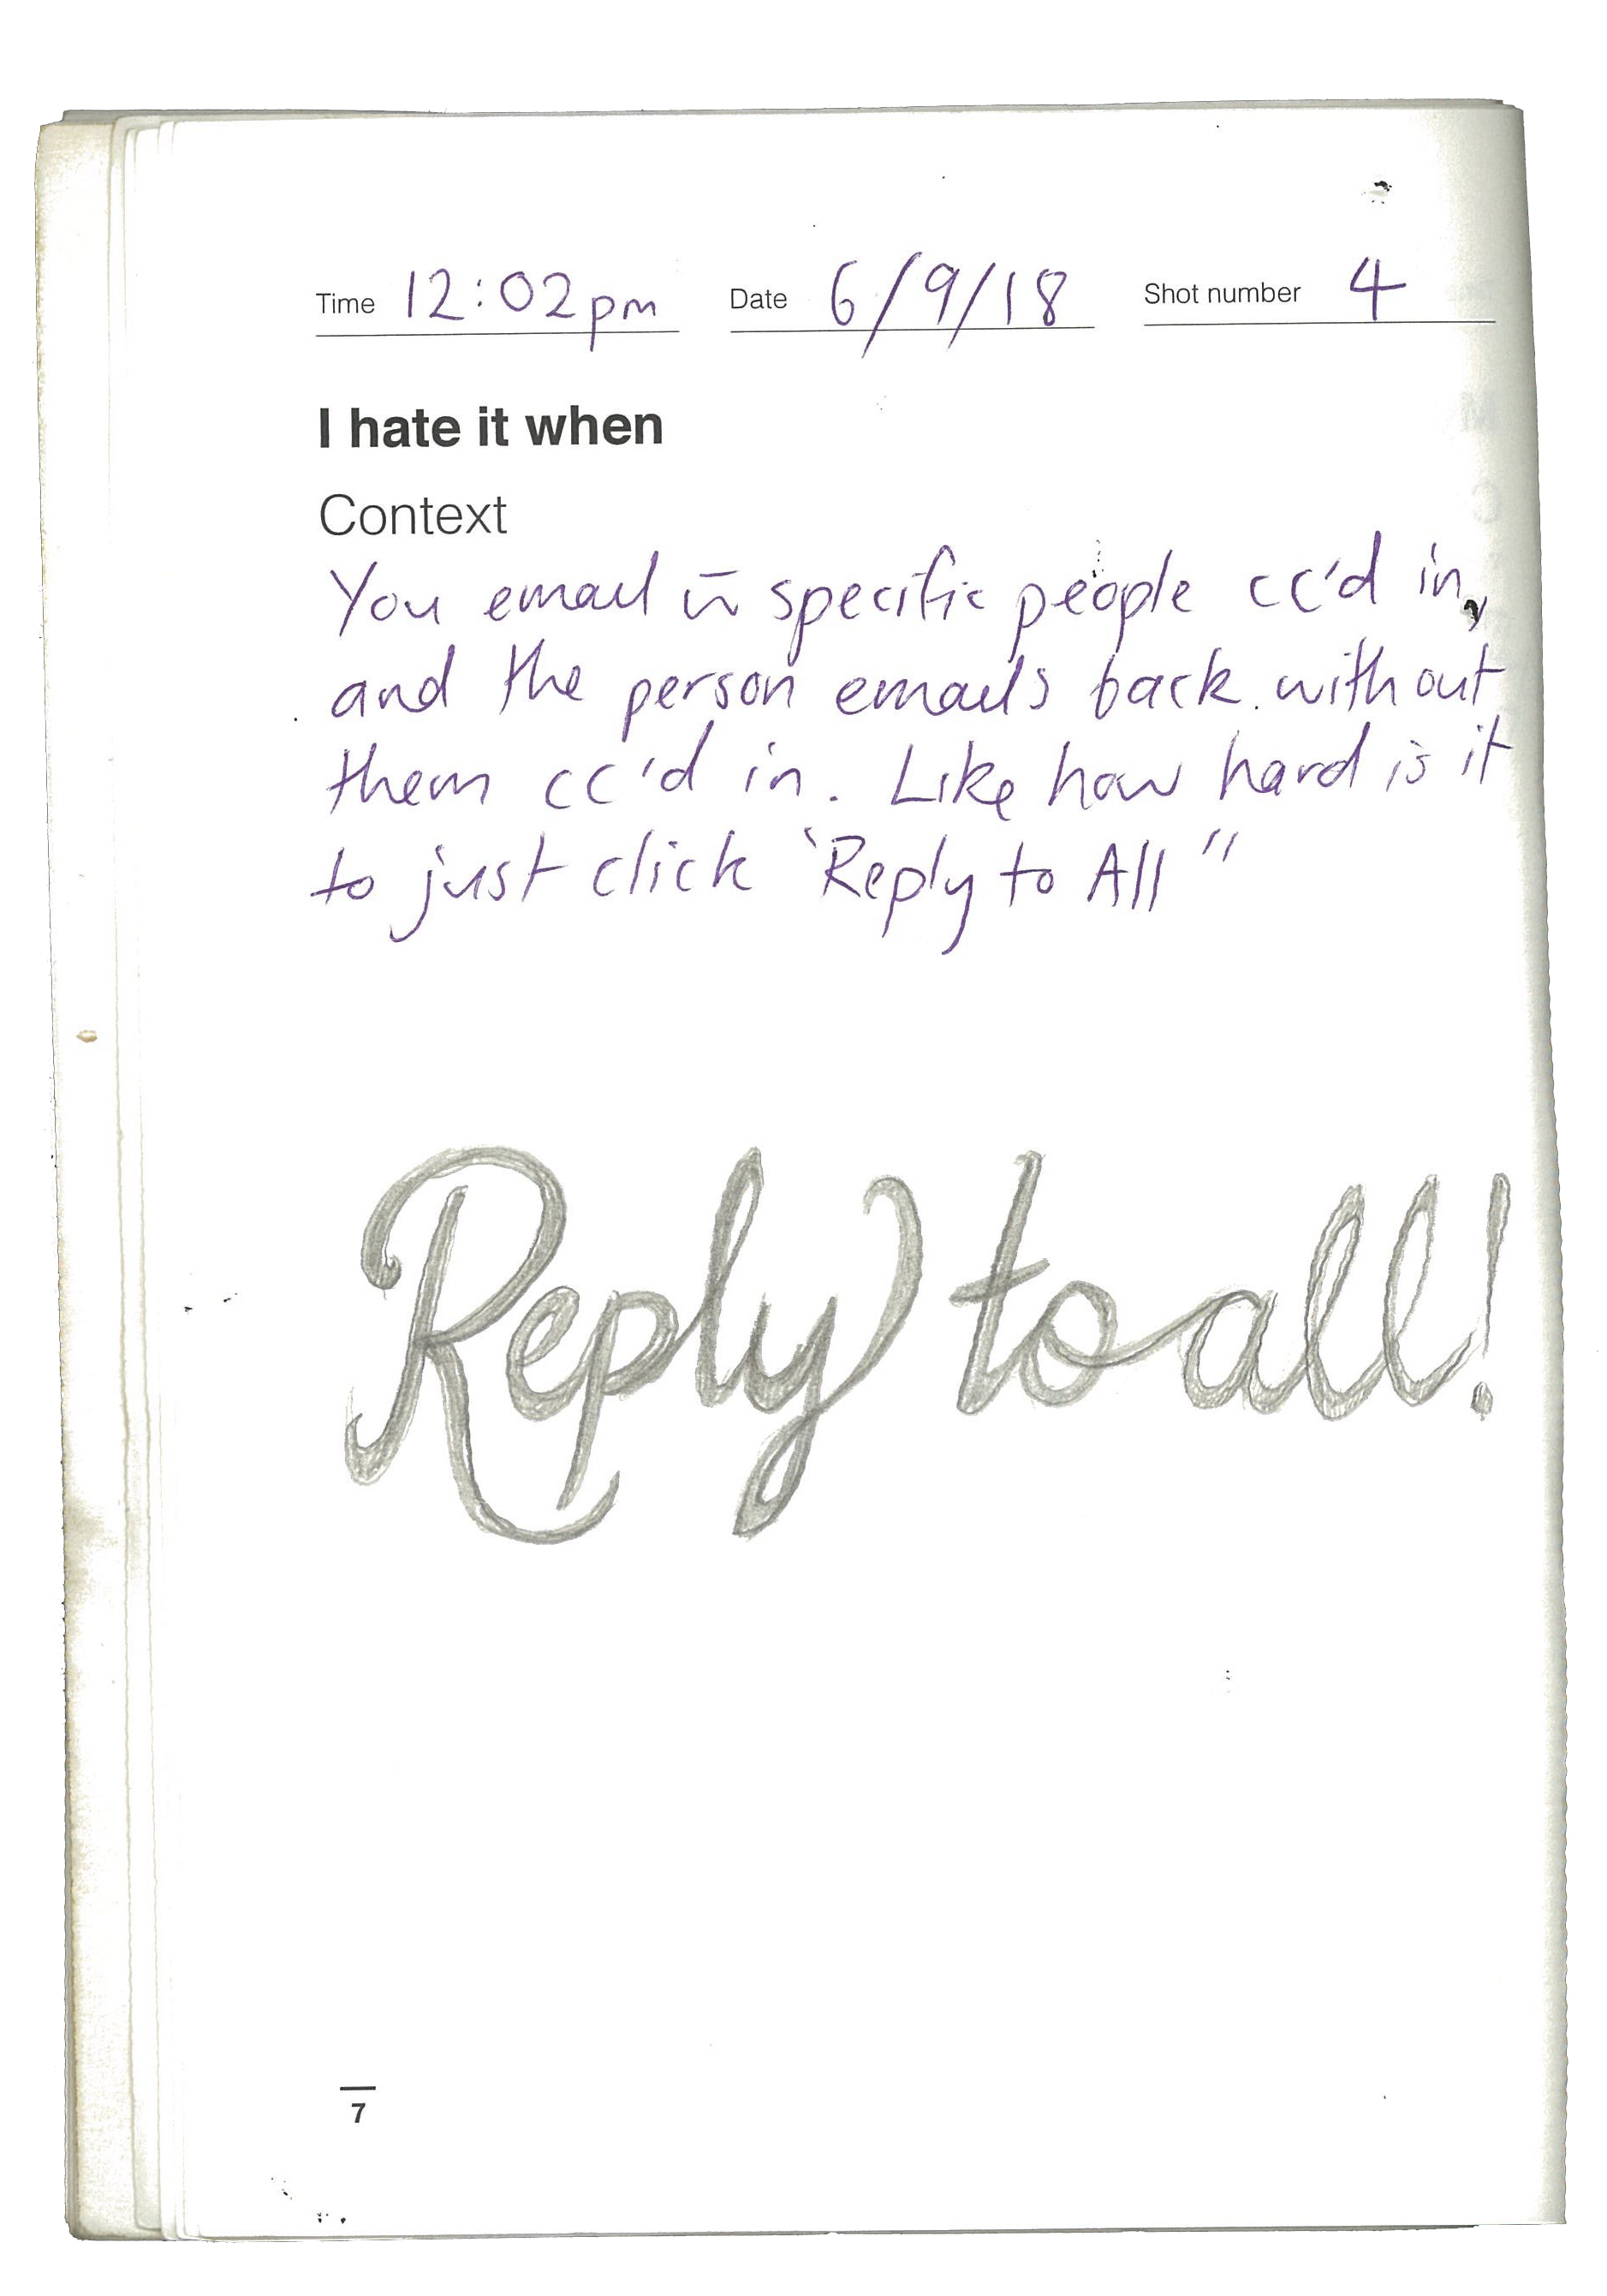 Time 12:02pm Date 6/9/18 Shot number 4
I hate it when
Context
You email w̄ specific people cc'd in,
and the person emails back without
them cc'd in. Like how hard is it
to just click 'Reply to All"
Reply to all!
7